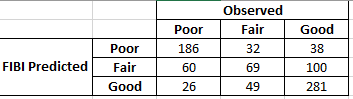 Observed
Poor Fair Good
Poor 186 32 38
FIBI Predicted Fair 60 69 100
Good 26 49 281